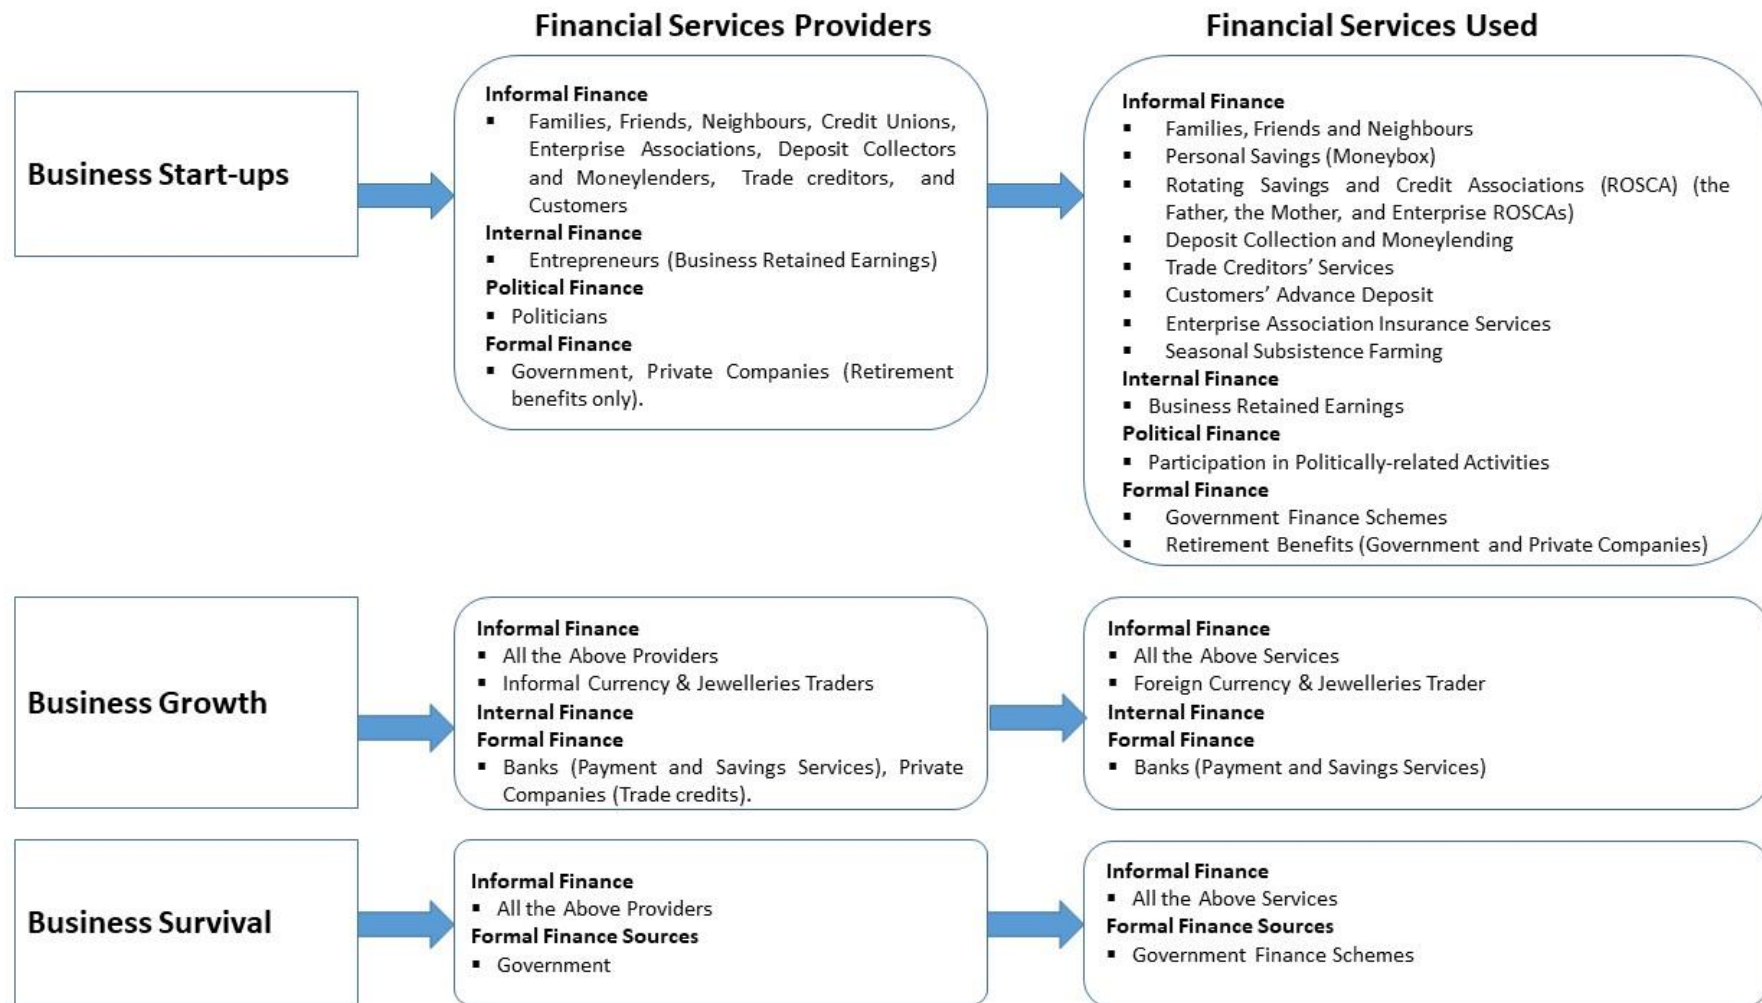 Financial Services Providers
Financial Services Used
Business Start-ups
Informal Finance
▪ Families, Friends, Neighbours, Credit Unions,
Enterprise Associations, Deposit Collectors
and Moneylenders, Trade creditors, and
Customers
Internal Finance
▪ Entrepreneurs (Business Retained Earnings)
Political Finance
▪ Politicians
Formal Finance
▪ Government, Private Companies (Retirement
benefits only).
Informal Finance
▪ Families, Friends and Neighbours
▪ Personal Savings (Moneybox)
▪ Rotating Savings and Credit Associations (ROSCA) (the
Father, the Mother, and Enterprise ROSCAs)
▪ Deposit Collection and Moneylending
▪ Trade Creditors’ Services
▪ Customers’ Advance Deposit
▪ Enterprise Association Insurance Services
▪ Seasonal Subsistence Farming
Internal Finance
▪ Business Retained Earnings
Political Finance
▪ Participation in Politically-related Activities
Formal Finance
▪ Government Finance Schemes
▪ Retirement Benefits (Government and Private Companies)
Business Growth
Informal Finance
▪ All the Above Providers
▪ Informal Currency & Jewelleries Traders
Internal Finance
Formal Finance
▪ Banks (Payment and Savings Services), Private
Companies (Trade credits).
Informal Finance
▪ All the Above Services
▪ Foreign Currency & Jewelleries Trader
Internal Finance
Formal Finance
▪ Banks (Payment and Savings Services)
Business Survival
Informal Finance
▪ All the Above Providers
Formal Finance Sources
▪ Government
Informal Finance
▪ All the Above Services
Formal Finance Sources
▪ Government Finance Schemes